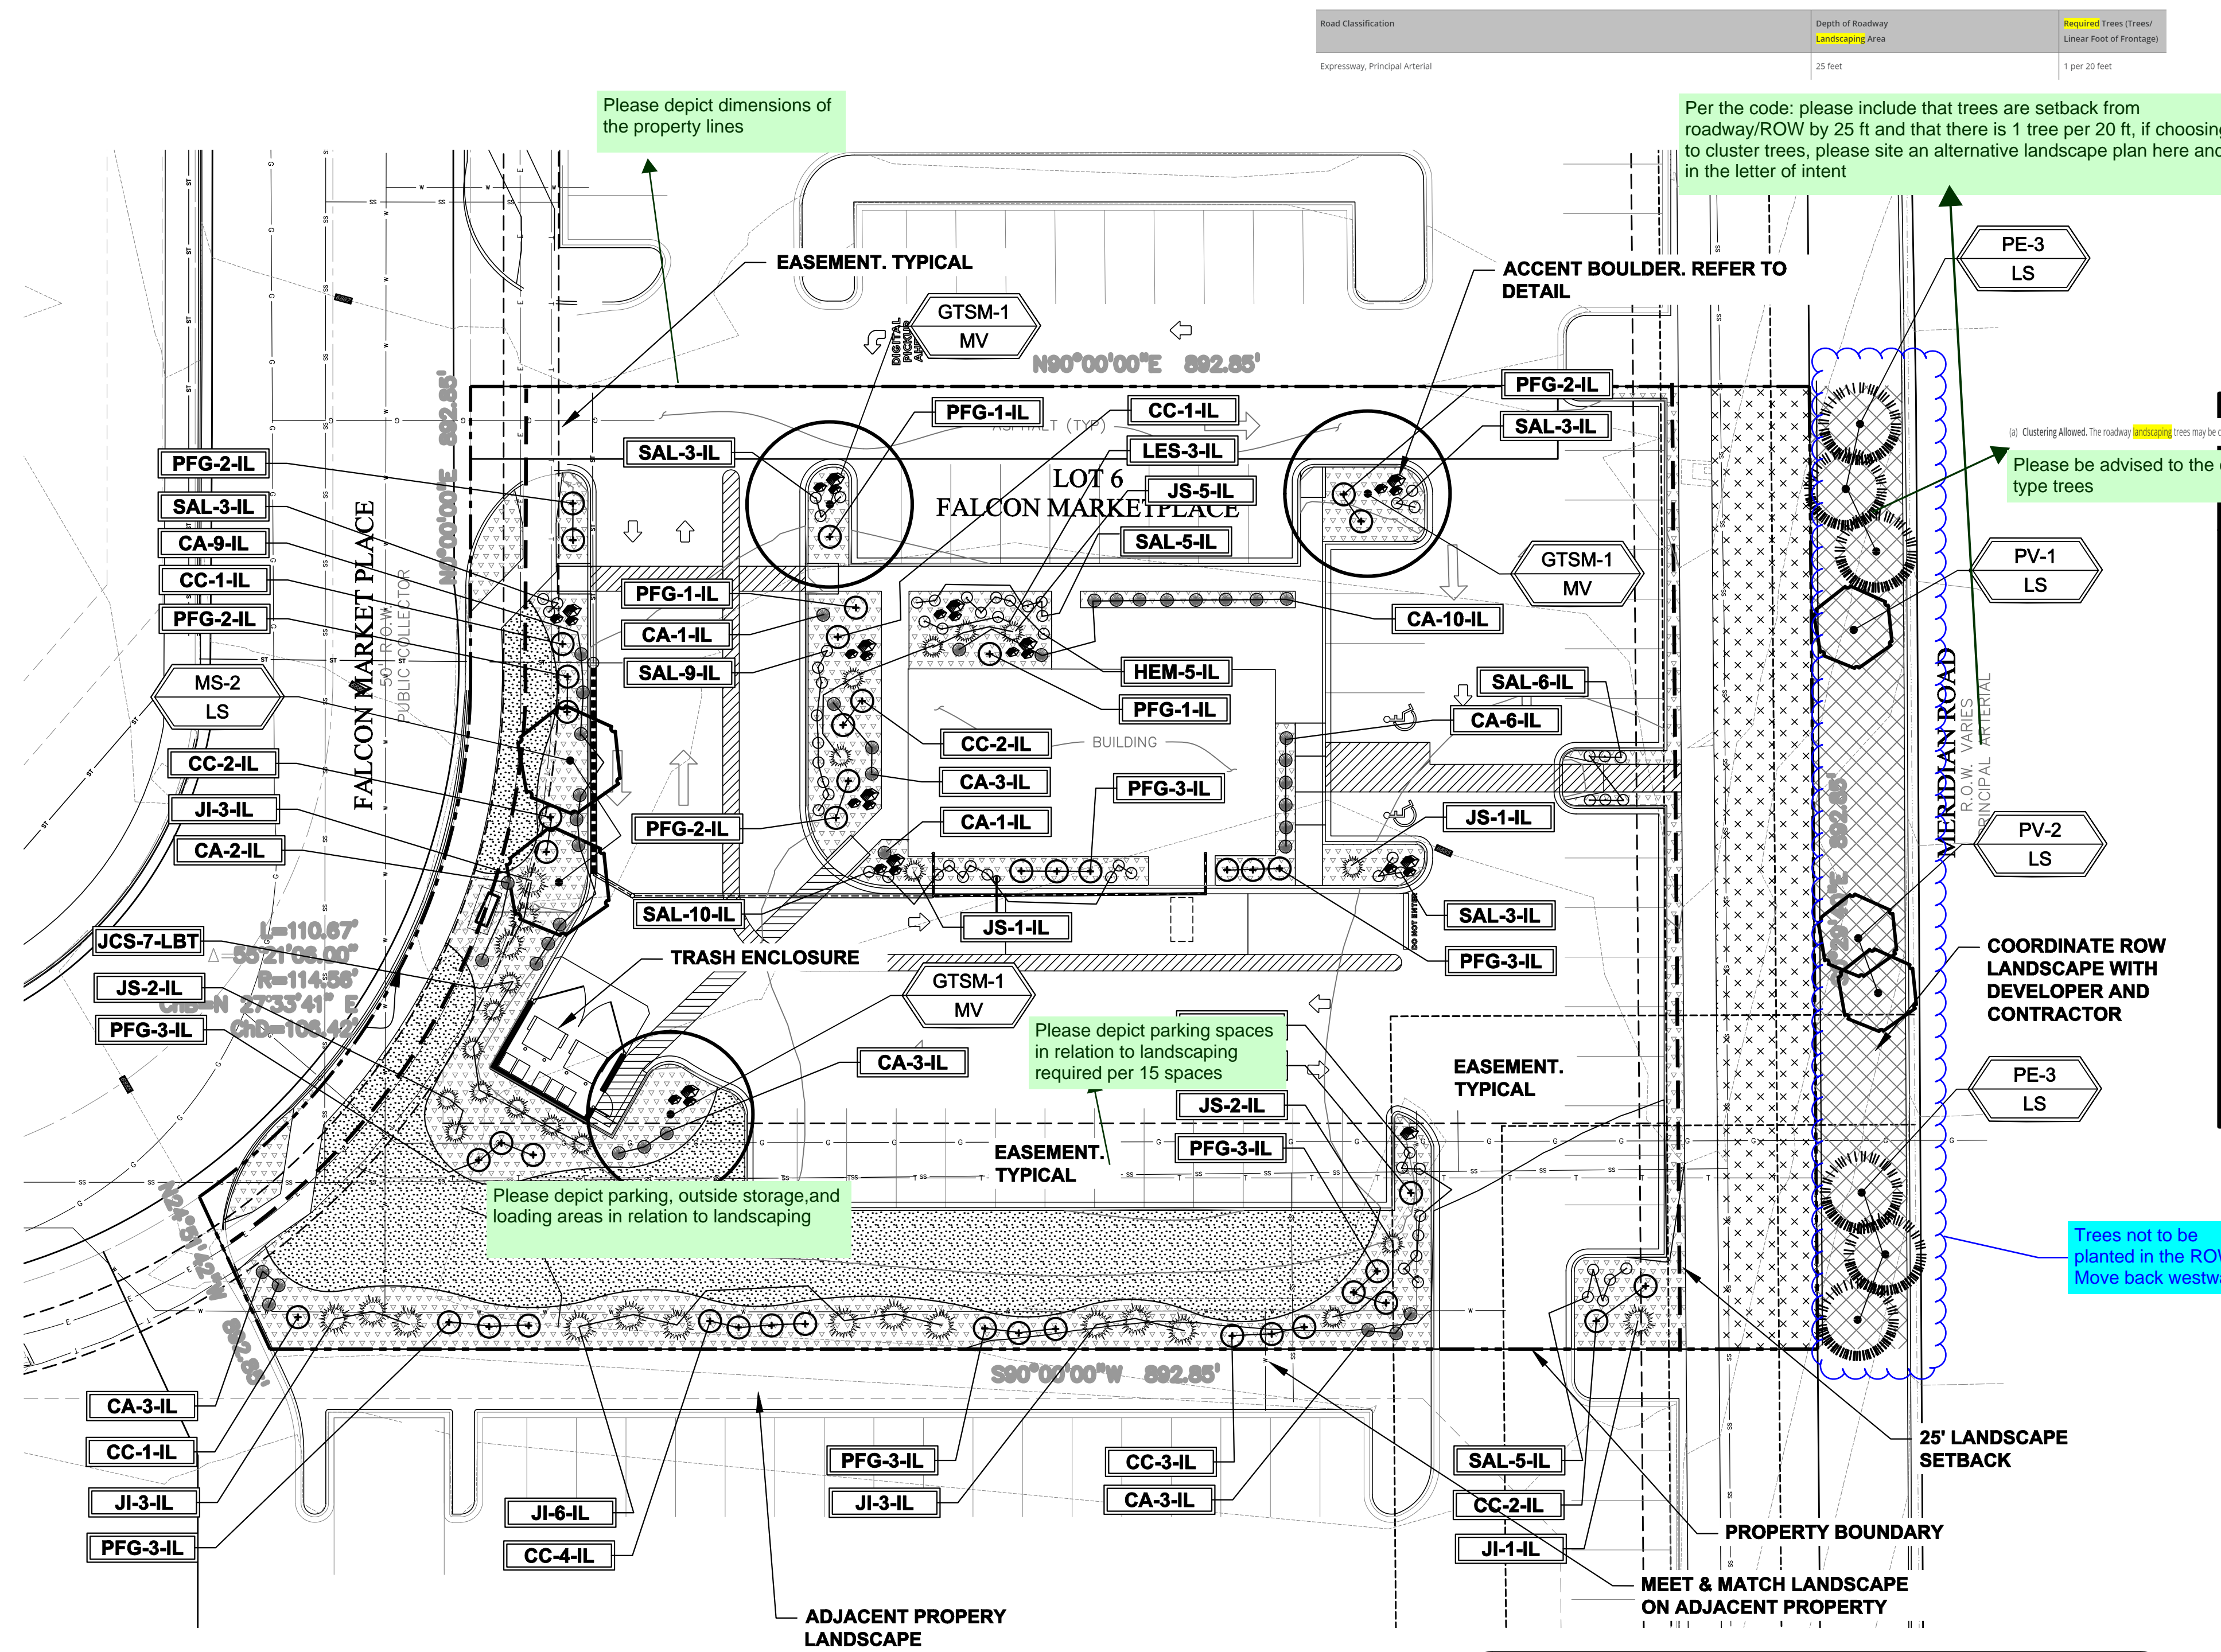 Road Classification
Depth of Roadway
Landscaping Area
Required Trees (Trees/
Linear Foot of Frontage)
Expressway, Principal Arterial
25 feet
1 per 20 feet
Please depict dimensions of
the property lines
Per the code: please include that trees are setback from
roadway/ROW by 25 ft and that there is 1 tree per 20 ft, if choosing
to cluster trees, please site an alternative landscape plan here and
in the letter of intent
EASEMENT. TYPICAL
ACCENT BOULDER. REFER TO
DETAIL
PE-3
LS
GTSM-1
MV
DIGITAL
PICKUP
N90°00'00"E 892.85'
N0°00'00"E 892.85'
PFG-2-IL
SAL-3-IL
PFG-1-IL
CC-1-IL
ASPHALT (TYP)
LES-3-IL
JS-5-IL
SAL-5-IL
LOT 6
FALCON MARKETPLACE
SAL-3-IL
(a) Clustering Allowed. The roadway landscaping trees may be
Please be advised to the
type trees
PFG-2-IL
SAL-3-IL
CA-9-IL
CC-1-IL
PFG-2-IL
MS-2
LS
CC-2-IL
JI-3-IL
CA-2-IL
FALCON MARKET PLACE
50' R.O.W.
PUBLIC COLLECTOR
PFG-1-IL
CA-1-IL
SAL-9-IL
GTSM-1
MV
PV-1
LS
CA-10-IL
HEM-5-IL
PFG-1-IL
SAL-6-IL
CA-6-IL
CC-2-IL
BUILDING
CA-3-IL
PFG-3-IL
CA-1-IL
PFG-2-IL
JS-1-IL
MERIDIAN ROAD
R.O.W. VARIES
PRINCIPAL ARTERIAL
PV-2
LS
SAL-10-IL
JS-1-IL
SAL-3-IL
DO NOT ENTER
PFG-3-IL
COORDINATE ROW
LANDSCAPE WITH
DEVELOPER AND
CONTRACTOR
JCS-7-LBT
JS-2-IL
PFG-3-IL
L=110.67'
Δ=55°21'06.00"
R=114.56'
ChB=N 27°33'41" E
ChD=106.42'
TRASH ENCLOSURE
GTSM-1
MV
CA-3-IL
Please depict parking spaces
in relation to landscaping
required per 15 spaces
JS-2-IL
PFG-3-IL
EASEMENT.
TYPICAL
EASEMENT.
TYPICAL
PE-3
LS
Please depict parking, outside storage,and
loading areas in relation to landscaping
Trees not to be
planted in the
Move back
N24°51'42"W
892.85'
S90°00'00"W 892.85'
CA-3-IL
CC-1-IL
JI-3-IL
PFG-3-IL
JI-6-IL
CC-4-IL
PFG-3-IL
JI-3-IL
CC-3-IL
CA-3-IL
SAL-5-IL
CC-2-IL
JI-1-IL
25' LANDSCAPE
SETBACK
PROPERTY BOUNDARY
MEET & MATCH LANDSCAPE
ON ADJACENT PROPERTY
ADJACENT PROPERY
LANDSCAPE